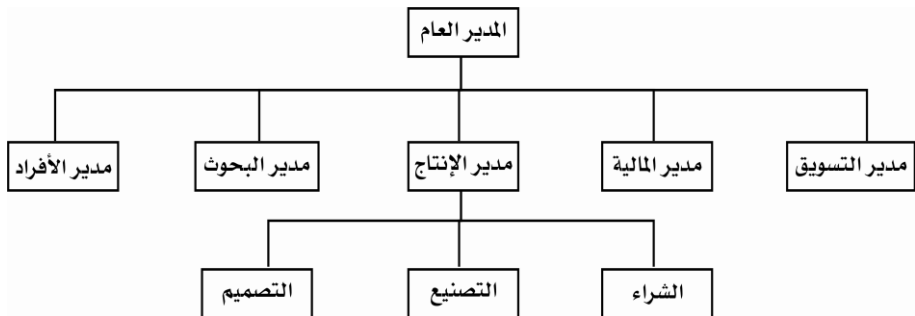 المدير العام
مدير التسويق
مدير المالية
مدير الإنتاج
مدير البحوث
مدير الأفراد
الشراء
التصنيع
التصميم